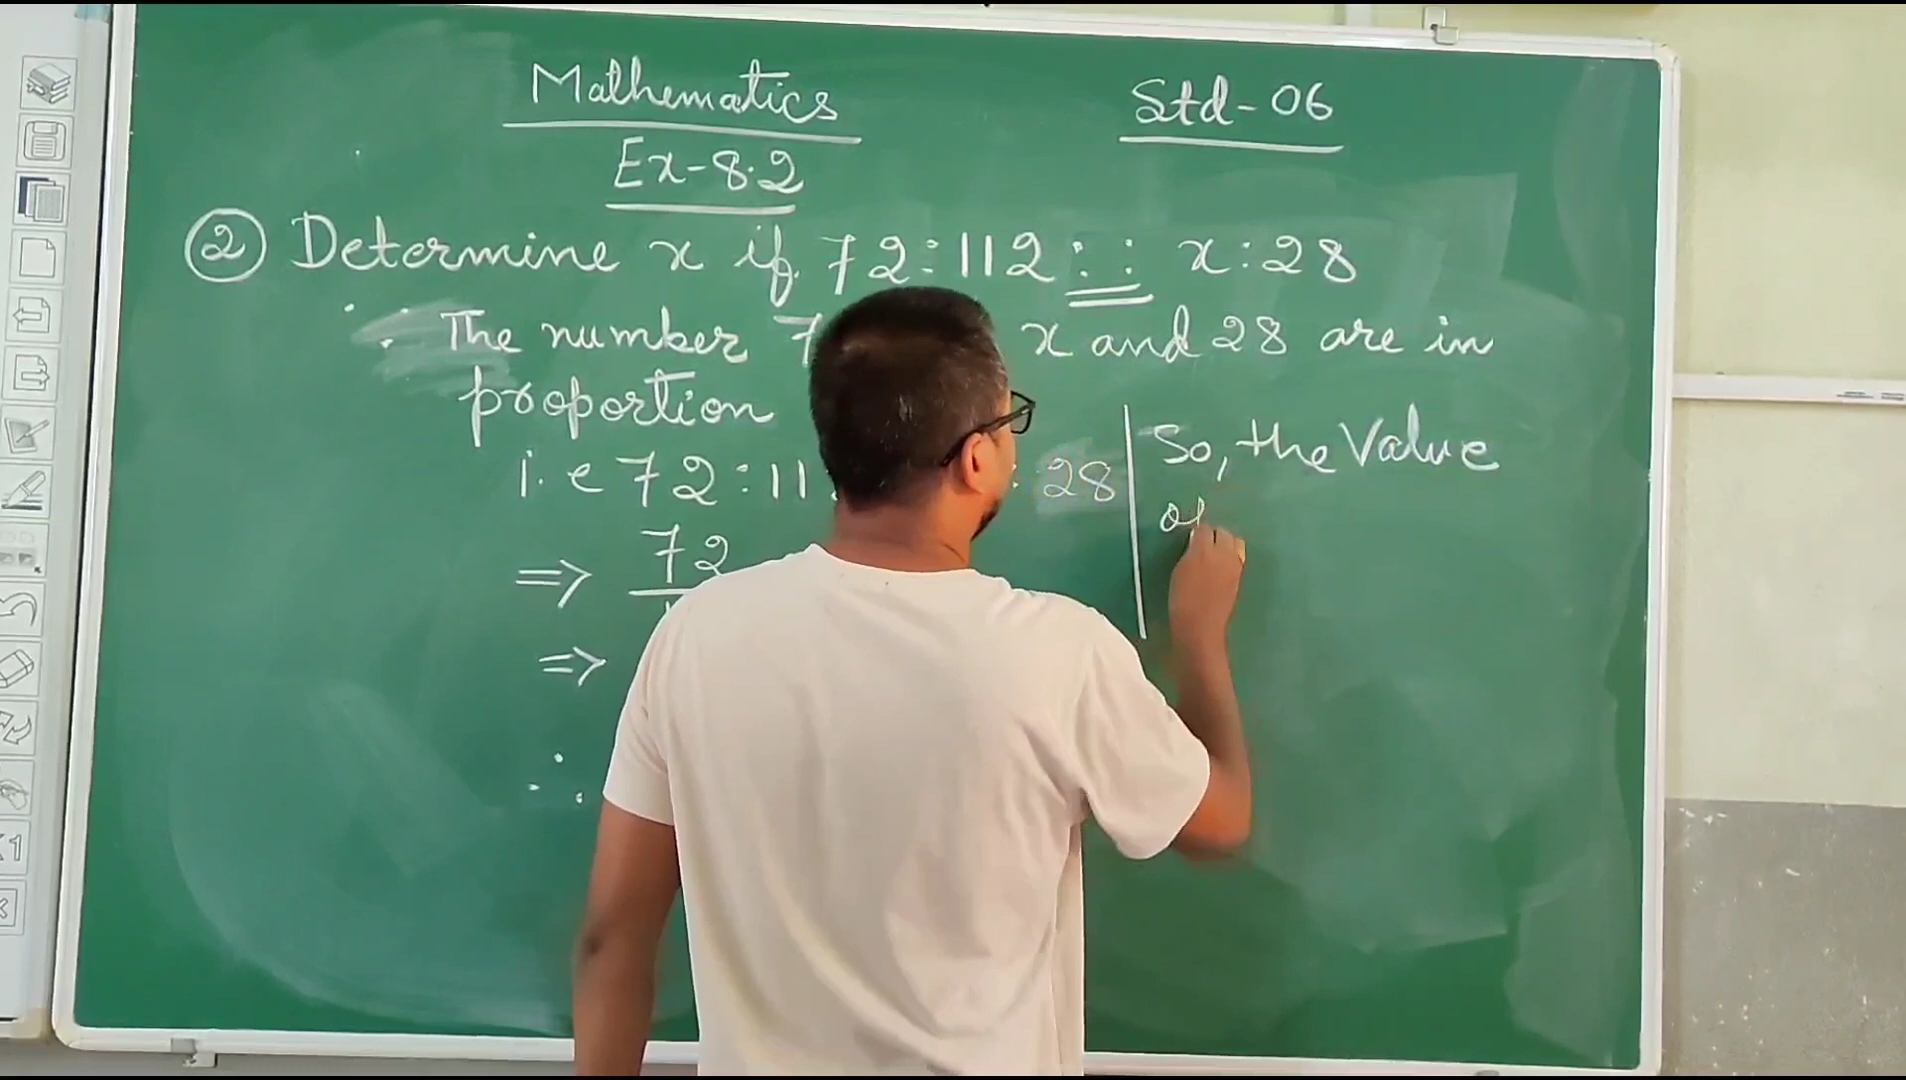 Mathematics
Std-06
Ex-8.2
② Determine x if 72:112 :: x:28
The number x and 28 are in
proportion
i.e 72:11 :28
⇒ 72
⇒
∴
So, the Value
of